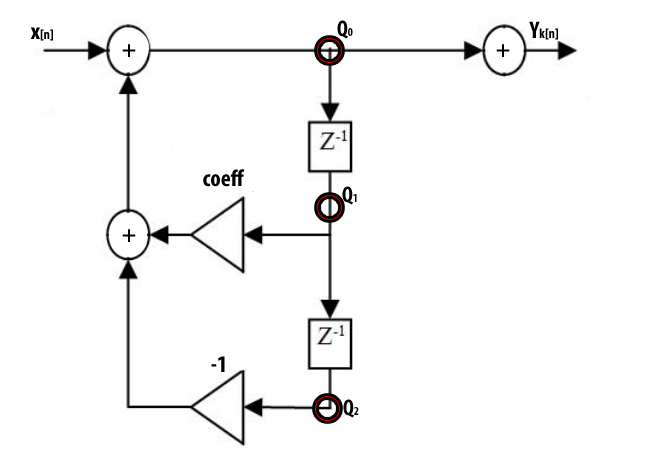 x[n]
+
Q₀
+
Yk[n]
Z⁻¹
coeff
Q₁
+
Z⁻¹
-1
Q₂